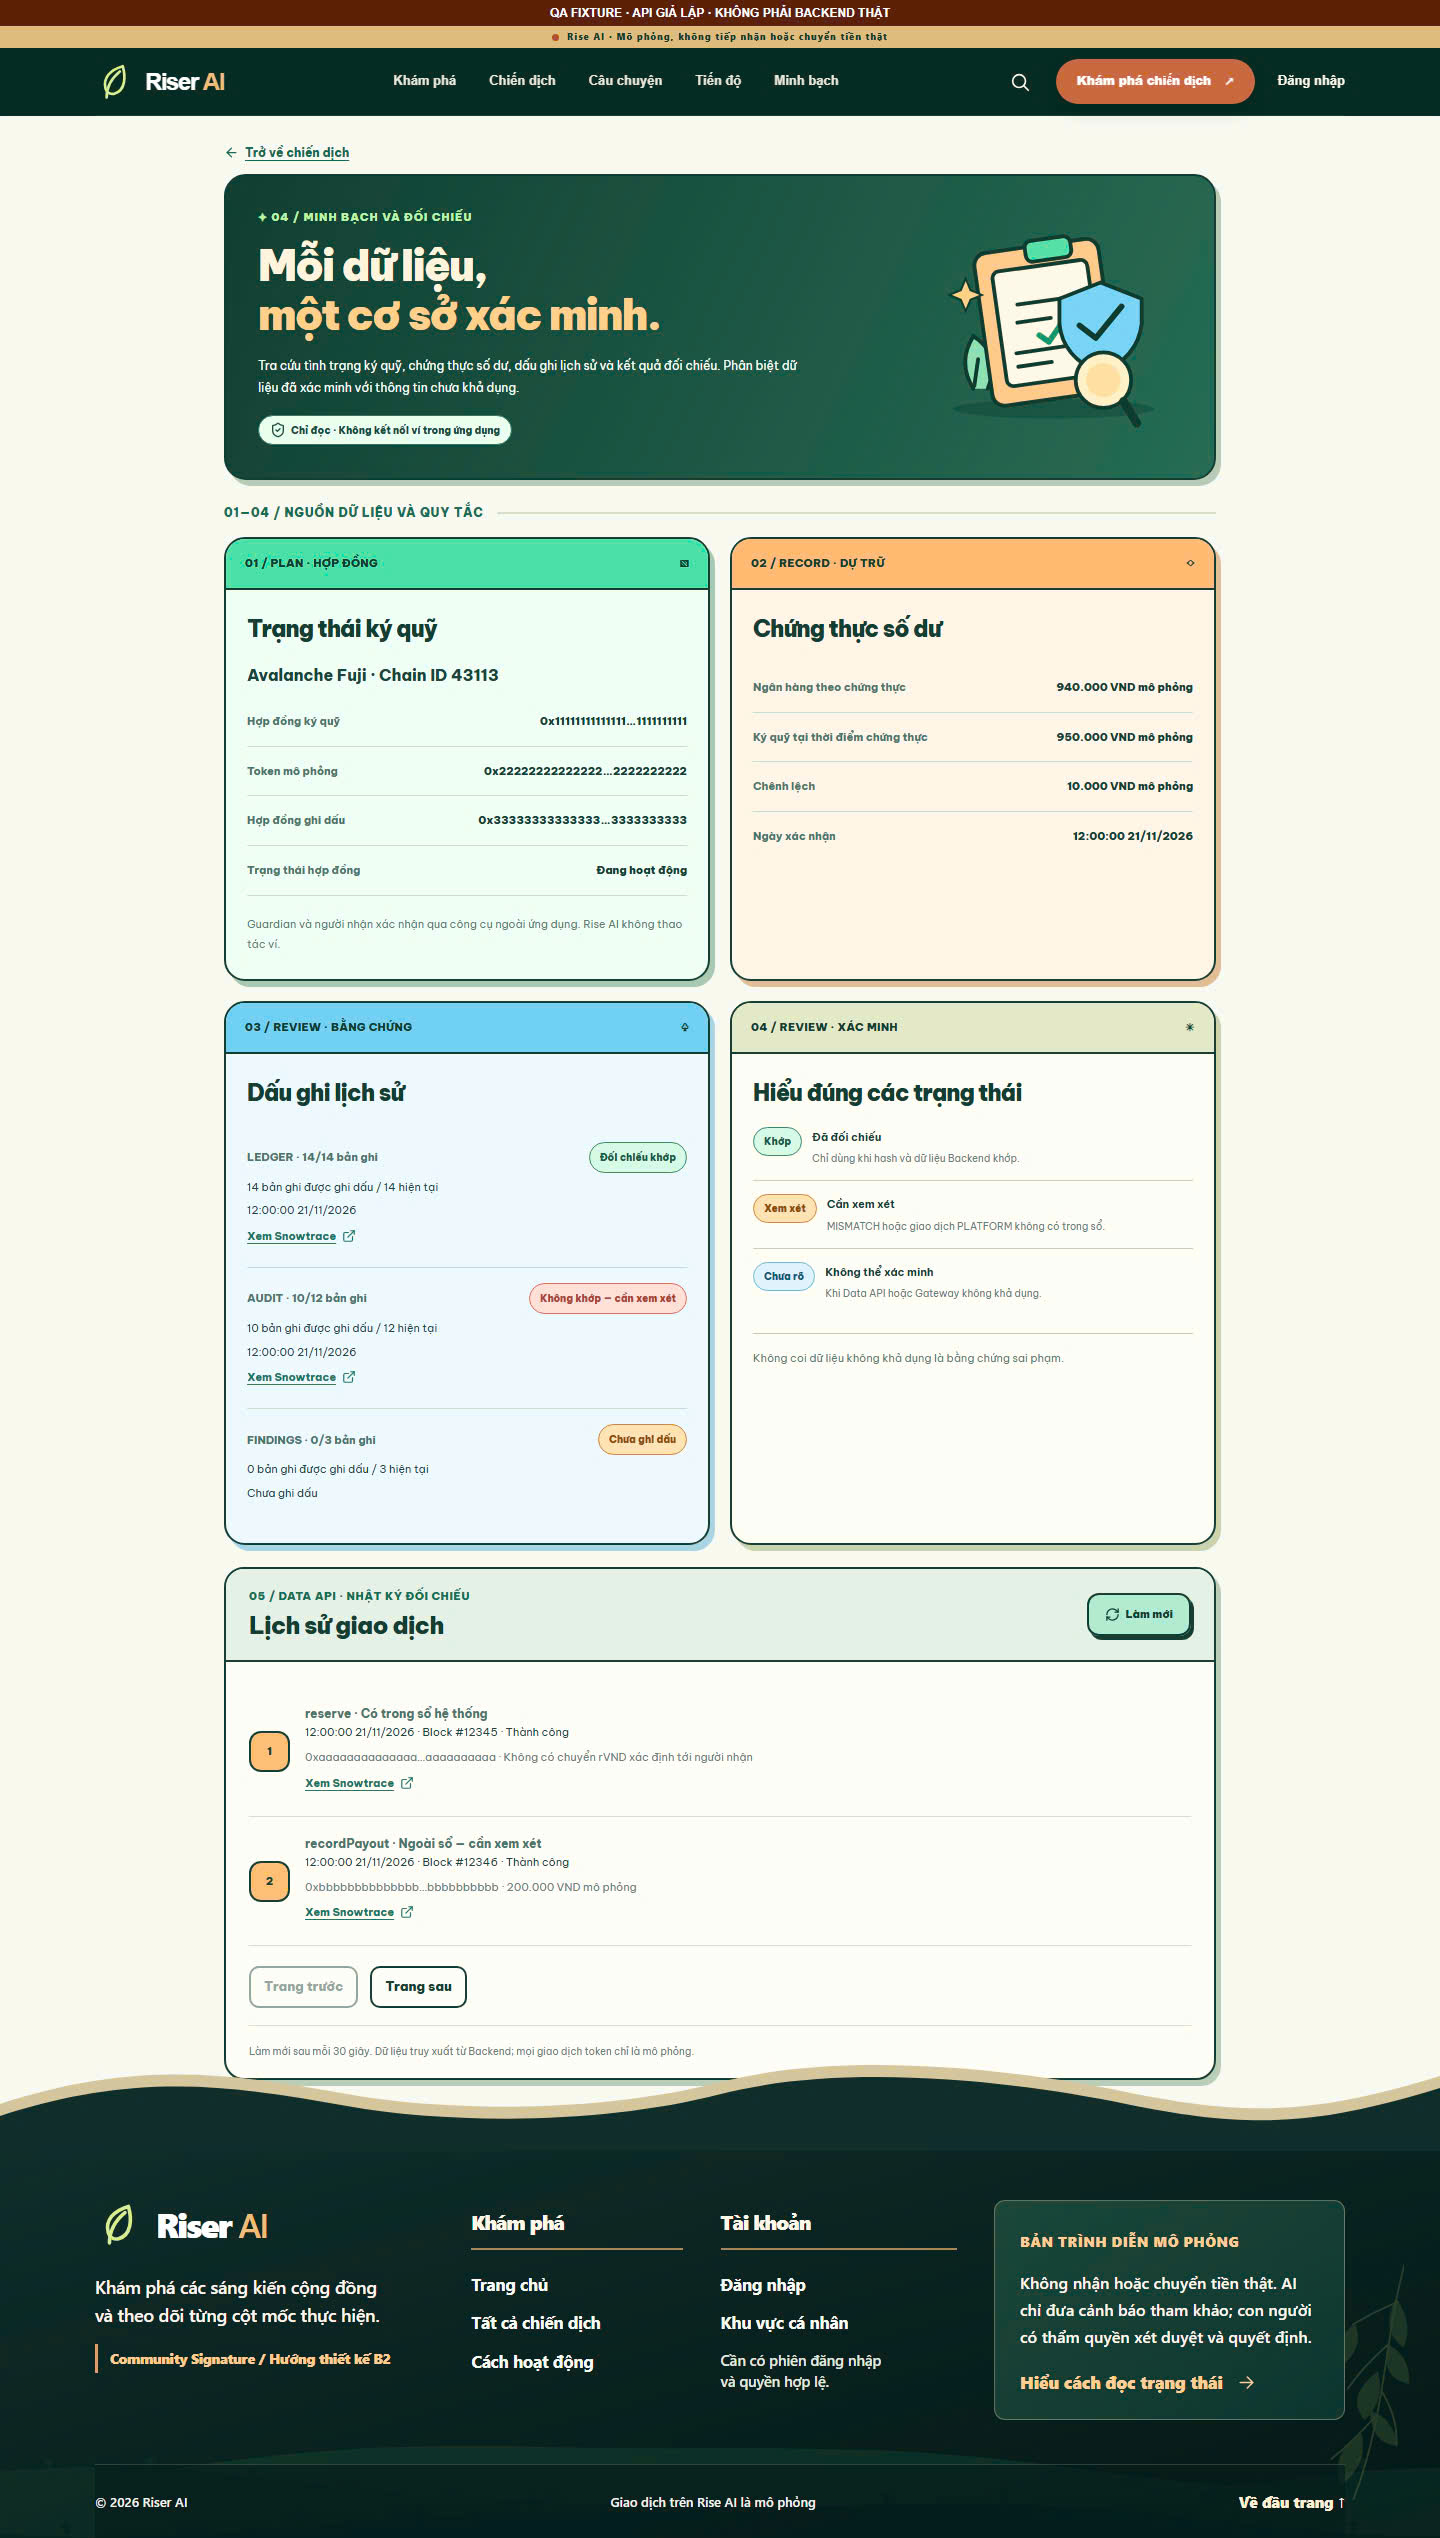 QA FIXTURE · API GIẢ LẬP · KHÔNG PHẢI BACKEND THẬT
Rise AI · Mô phỏng, không tiếp nhận hoặc chuyển tiền thật
Riser AI
Khám phá
Chiến dịch
Câu chuyện
Tiến độ
Minh bạch
Khám phá chiến dịch ↗
Đăng nhập
← Trở về chiến dịch
✦ 04 / MINH BẠCH VÀ ĐỐI CHIẾU
Mỗi dữ liệu,
một cơ sở xác minh.
Tra cứu tình trạng ký quỹ, chứng thực số dư, dấu ghi lịch sử và kết quả đối chiếu. Phân biệt dữ
liệu đã xác minh với thông tin chưa khả dụng.
Chỉ đọc · Không kết nối ví trong ứng dụng
01—04 / NGUỒN DỮ LIỆU VÀ QUY TẮC
01 / PLAN · HỢP ĐỒNG
Trạng thái ký quỹ
Avalanche Fuji · Chain ID 43113
Hợp đồng ký quỹ
0x11111111111111…1111111111
Token mô phỏng
0x22222222222222…2222222222
Hợp đồng ghi dấu
0x33333333333333…3333333333
Trạng thái hợp đồng
Đang hoạt động
Guardian và người nhận xác nhận qua công cụ ngoài ứng dụng. Rise AI không thao
tác ví.
02 / RECORD · DỰ TRỮ
Chứng thực số dư
Ngân hàng theo chứng thực
940.000 VND mô phỏng
Ký quỹ tại thời điểm chứng thực
950.000 VND mô phỏng
Chênh lệch
10.000 VND mô phỏng
Ngày xác nhận
12:00:00 21/11/2026
03 / REVIEW · BẰNG CHỨNG
Dấu ghi lịch sử
LEDGER · 14/14 bản ghi
Đối chiếu khớp
14 bản ghi được ghi dấu / 14 hiện tại
12:00:00 21/11/2026
Xem Snowtrace
AUDIT · 10/12 bản ghi
Không khớp — cần xem xét
10 bản ghi được ghi dấu / 12 hiện tại
12:00:00 21/11/2026
Xem Snowtrace
FINDINGS · 0/3 bản ghi
Chưa ghi dấu
0 bản ghi được ghi dấu / 3 hiện tại
Chưa ghi dấu
04 / REVIEW · XÁC MINH
Hiểu đúng các trạng thái
Khớp
Đã đối chiếu
Chỉ dùng khi hash và dữ liệu Backend khớp.
Xem xét
Cần xem xét
MISMATCH hoặc giao dịch PLATFORM không có trong sổ.
Chưa rõ
Không thể xác minh
Khi Data API hoặc Gateway không khả dụng.
Không coi dữ liệu không khả dụng là bằng chứng sai phạm.
05 / DATA API · NHẬT KÝ ĐỐI CHIẾU
Lịch sử giao dịch
Làm mới
1
reserve · Có trong sổ hệ thống
12:00:00 21/11/2026 · Block #12345 · Thành công
0xaaaaaaaaaaaaaa…aaaaaaaaaa · Không có chuyển rVND xác định tới người nhận
Xem Snowtrace
2
recordPayout · Ngoài sổ — cần xem xét
12:00:00 21/11/2026 · Block #12346 · Thành công
0xbbbbbbbbbbbbbb…bbbbbbbbbb · 200.000 VND mô phỏng
Xem Snowtrace
Trang trước
Trang sau
Làm mới sau mỗi 30 giây. Dữ liệu truy xuất từ Backend; mọi giao dịch token chỉ là mô phỏng.
Riser AI
Khám phá các sáng kiến cộng đồng
và theo dõi từng cột mốc thực hiện.
Community Signature / Hướng thiết kế B2
Khám phá
Trang chủ
Tất cả chiến dịch
Cách hoạt động
Tài khoản
Đăng nhập
Khu vực cá nhân
Cần có phiên đăng nhập
và quyền hợp lệ.
BẢN TRÌNH DIỄN MÔ PHỎNG
Không nhận hoặc chuyển tiền thật. AI
chỉ đưa cảnh báo tham khảo; con người
có thẩm quyền xét duyệt và quyết định.
Hiểu cách đọc trạng thái →
© 2026 Riser AI
Giao dịch trên Rise AI là mô phỏng
Về đầu trang ↑